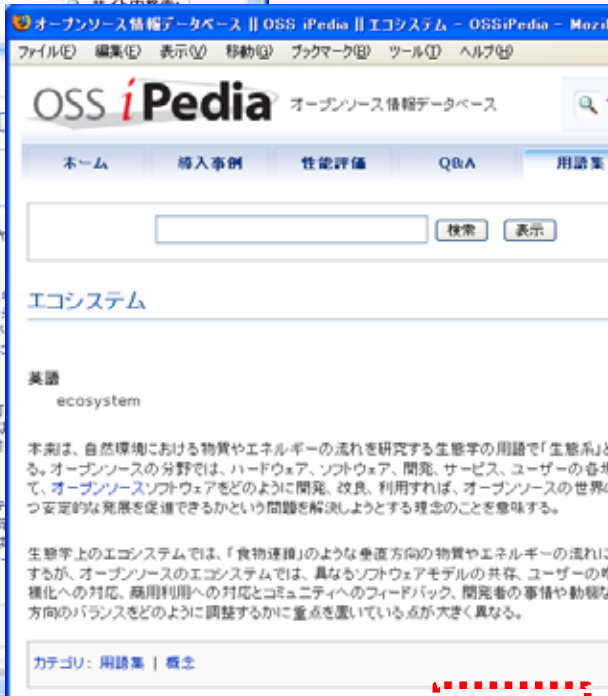 オープンソース情報データベース || OSS iPedia || エコシステム - OSSiPedia - Mozil
ファイル(F) 編集(E) 表示(V) 移動(G) ブックマーク(B) ツール(T) ヘルプ(H)
OSS iPedia オープンソース情報データベース
ホーム 導入事例 性能評価 Q&A 用語集
検索 表示
エコシステム
英語
ecosystem
本来は、自然環境における物質やエネルギーの流れを研究する生態学の用語で「生態系」と
る。オープンソースの分野では、ハードウェア、ソフトウェア、開発、サービス、ユーザーの各
て、オープンソースソフトウェアをどのように開発、改良、利用すれば、オープンソースの世界の
つ安定的な発展を促進できるかという問題を解決しようとする理念のことを意味する。
生態学上のエコシステムでは、「食物連鎖」のような垂直方向の物質やエネルギーの流れに
するが、オープンソースのエコシステムでは、異なるソフトウェアモデルの共存、ユーザーの
様化への対応、商用利用への対応とコミュニティへのフィードバック、開発者の事情や動機な
方向のバランスをどのように調整するかに重点を置いている点が大きく異なる。
カテゴリ: 用語集 | 概念